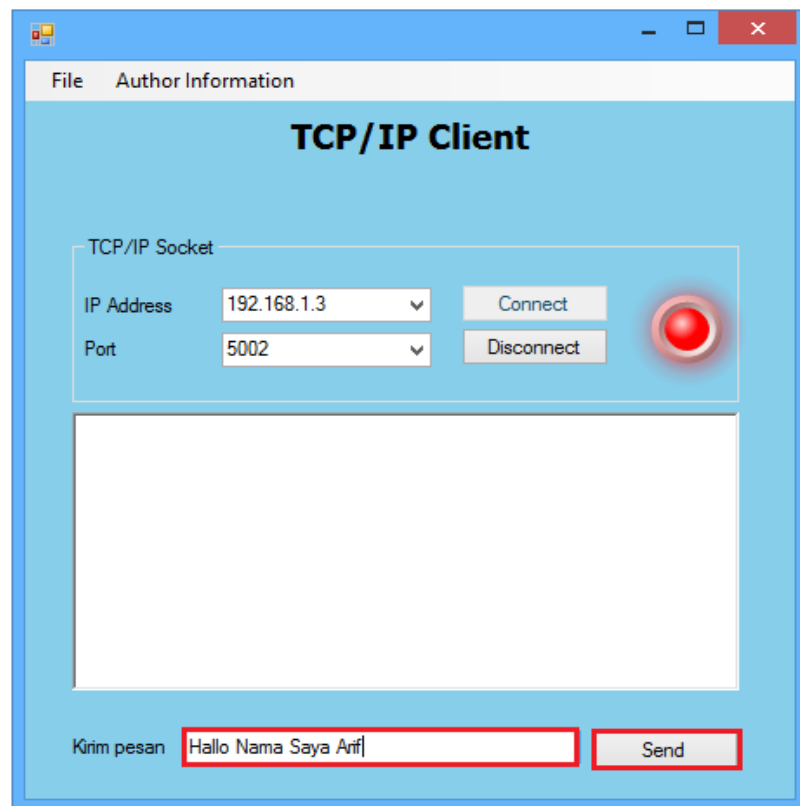 File Author Information
TCP/IP Client
TCP/IP Socket
IP Address 192.168.1.3 Connect
Port 5002 Disconnect
Kirim pesan Hallo Nama Saya Arif Send